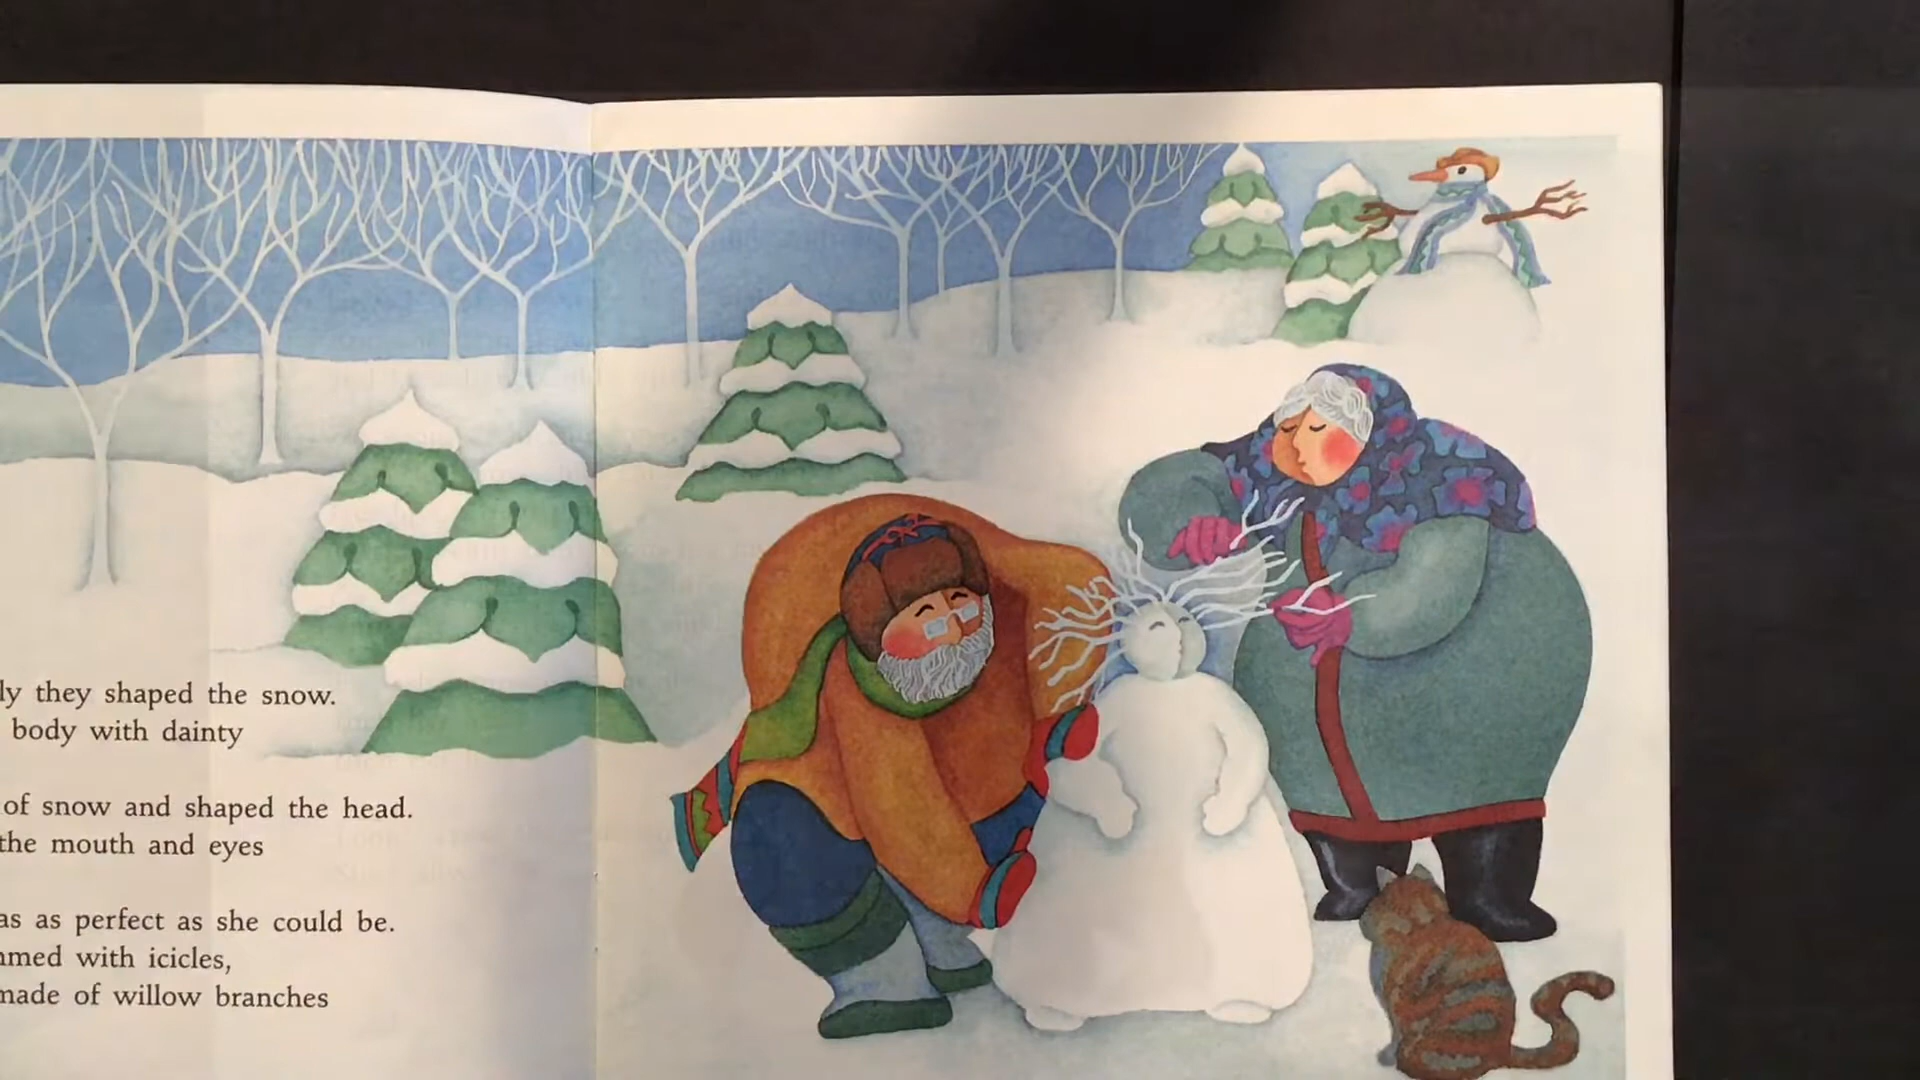 ly they shaped the snow.
body with dainty
of snow and shaped the head.
the mouth and eyes
as as perfect as she could be.
mmed with icicles,
made of willow branches